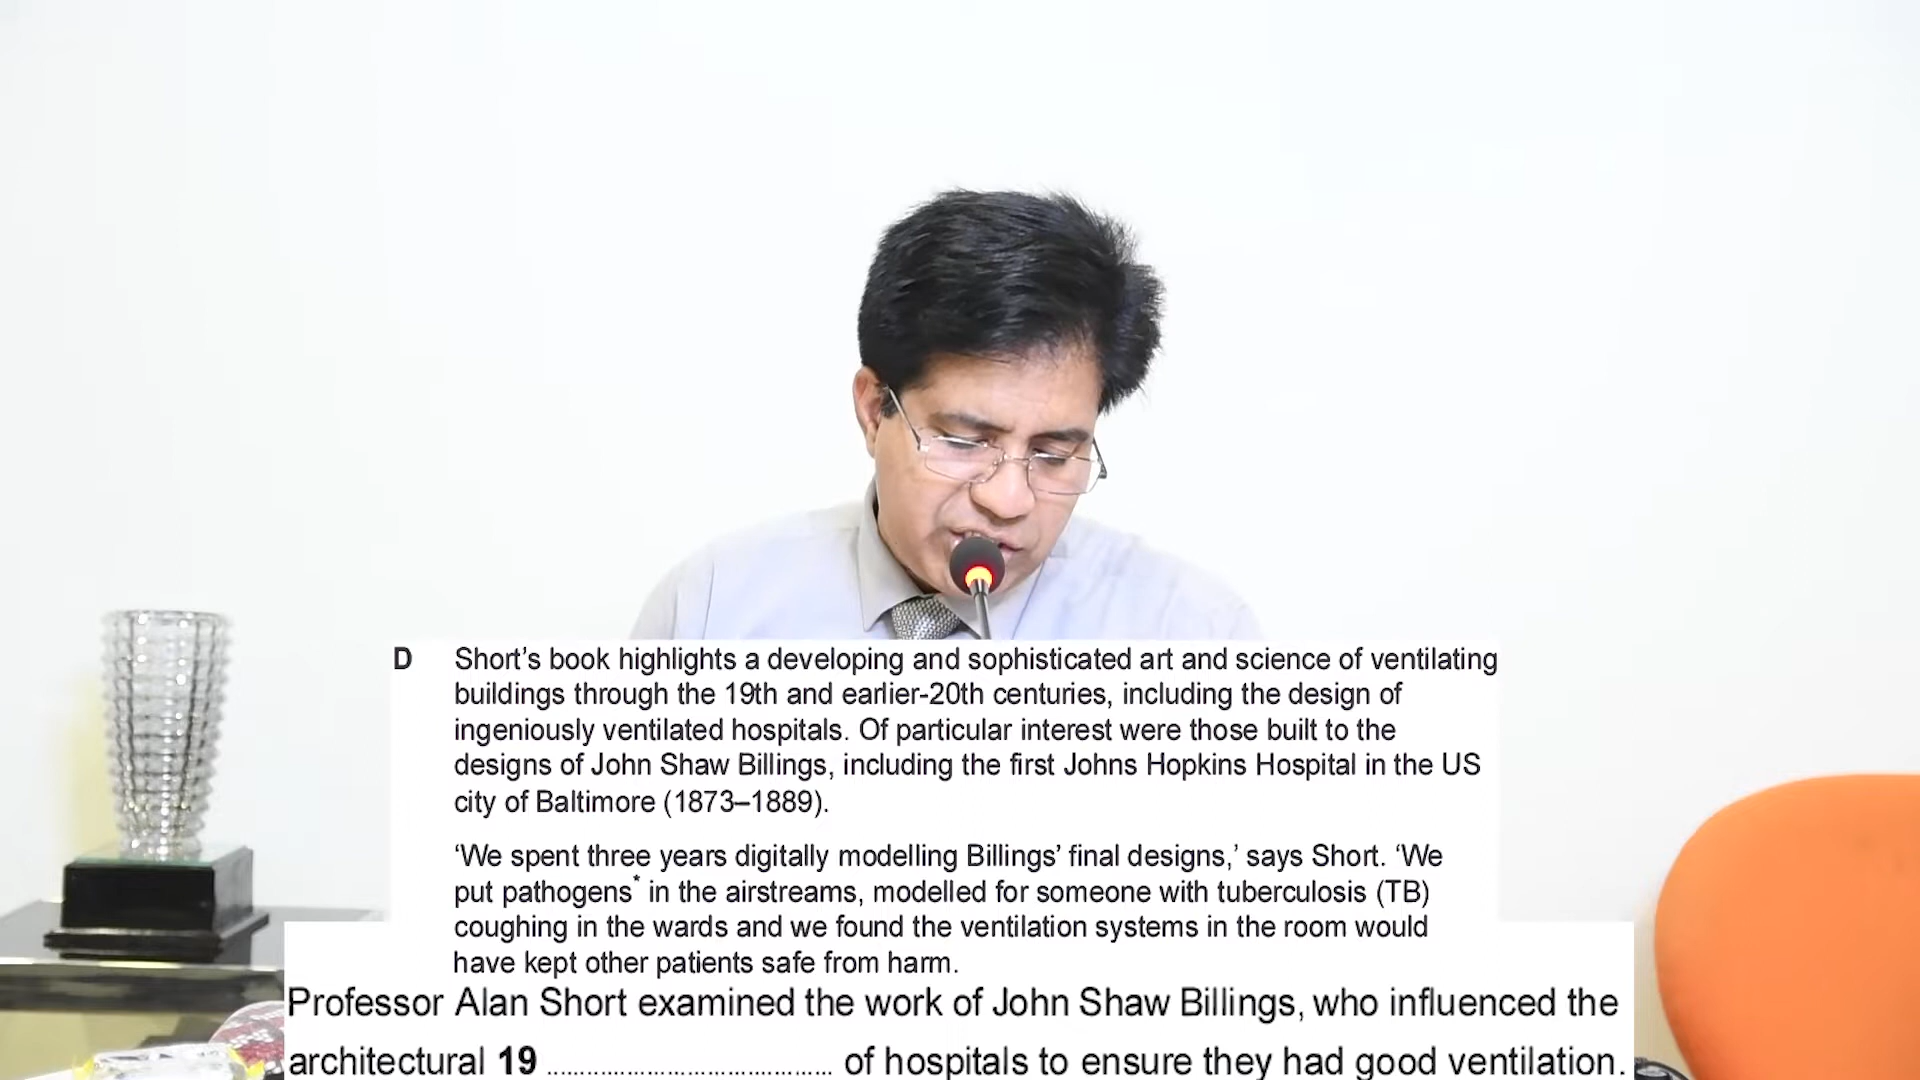 D Short's book highlights a developing and sophisticated art and science of ventilating
buildings through the 19th and earlier-20th centuries, including the design of
ingeniously ventilated hospitals. Of particular interest were those built to the
designs of John Shaw Billings, including the first Johns Hopkins Hospital in the US
city of Baltimore (1873–1889).
‘We spent three years digitally modelling Billings’ final designs,’ says Short. ‘We
put pathogens* in the airstreams, modelled for someone with tuberculosis (TB)
coughing in the wards and we found the ventilation systems in the room would
have kept other patients safe from harm.
Professor Alan Short examined the work of John Shaw Billings, who influenced the
architectural 19 .......................................... of hospitals to ensure they had good ventilation.